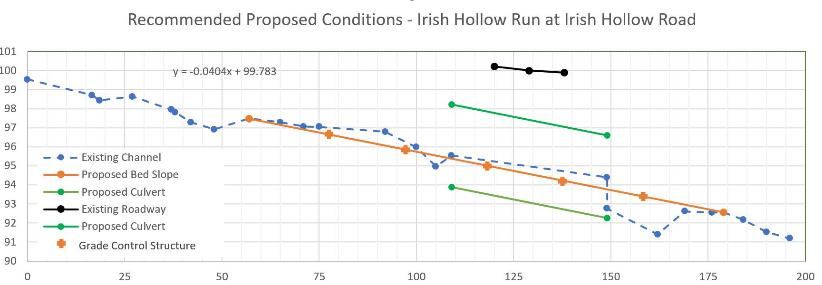 Recommended Proposed Conditions - Irish Hollow Run at Irish Hollow Road
101
100
99
98
97
96
95
94
93
92
91
90
y = -0.0404x + 99.783
Existing Channel
Proposed Bed Slope
Proposed Culvert
Existing Roadway
Proposed Culvert
Grade Control Structure
0 25 50 75 100 125 150 175 200